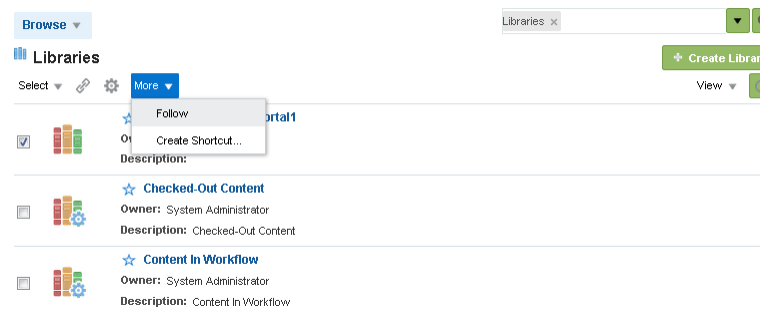 Browse
Libraries ×
Libraries
Create Librar
Select
More
View
Follow
ortal1
Create Shortcut...
Description:
Checked-Out Content
Owner: System Administrator
Description: Checked-Out Content
Content In Workflow
Owner: System Administrator
Description: Content In Workflow